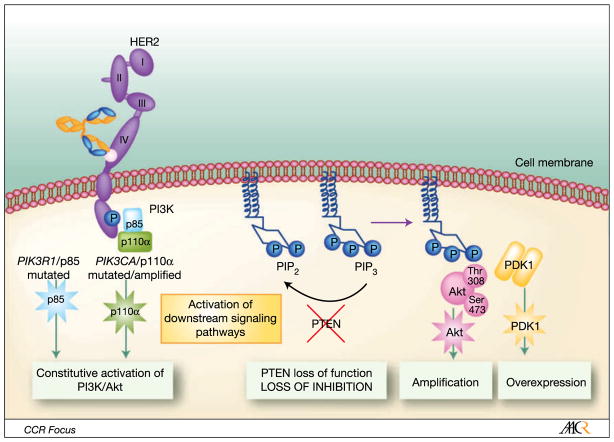 HER2
I
II
III
IV
Cell membrane
P
PI3K
p85
p110α
PIK3R1/p85
mutated
PIK3CA/p110α
mutated/amplified
p85
p110α
Activation of
downstream signaling
pathways
P P
PIP2
P P P
PIP3
PTEN
P P P
Thr
308
Akt
Ser
473
Akt
PDK1
PDK1
Constitutive activation of
PI3K/Akt
PTEN loss of function
LOSS OF INHIBITION
Amplification
Overexpression
CCR Focus
AACR